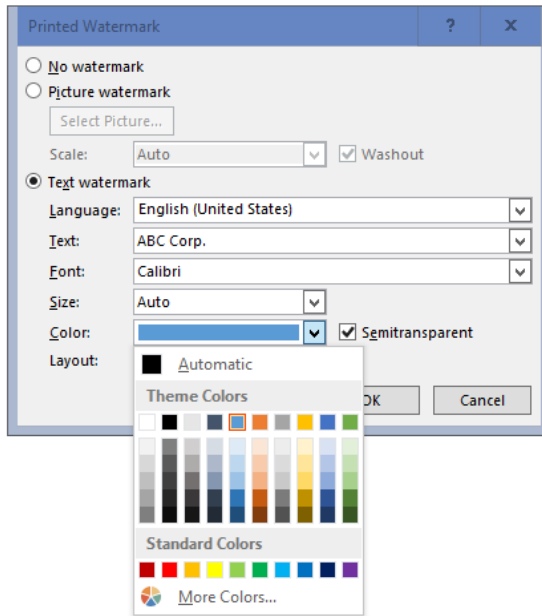 Printed Watermark ? x
No watermark
Picture watermark
Select Picture...
Scale: Auto Washout
Text watermark
Language: English (United States)
Text: ABC Corp.
Font: Calibri
Size: Auto
Color: Semitransparent
Layout:
Automatic
Theme Colors
Cancel
Standard Colors
More Colors...